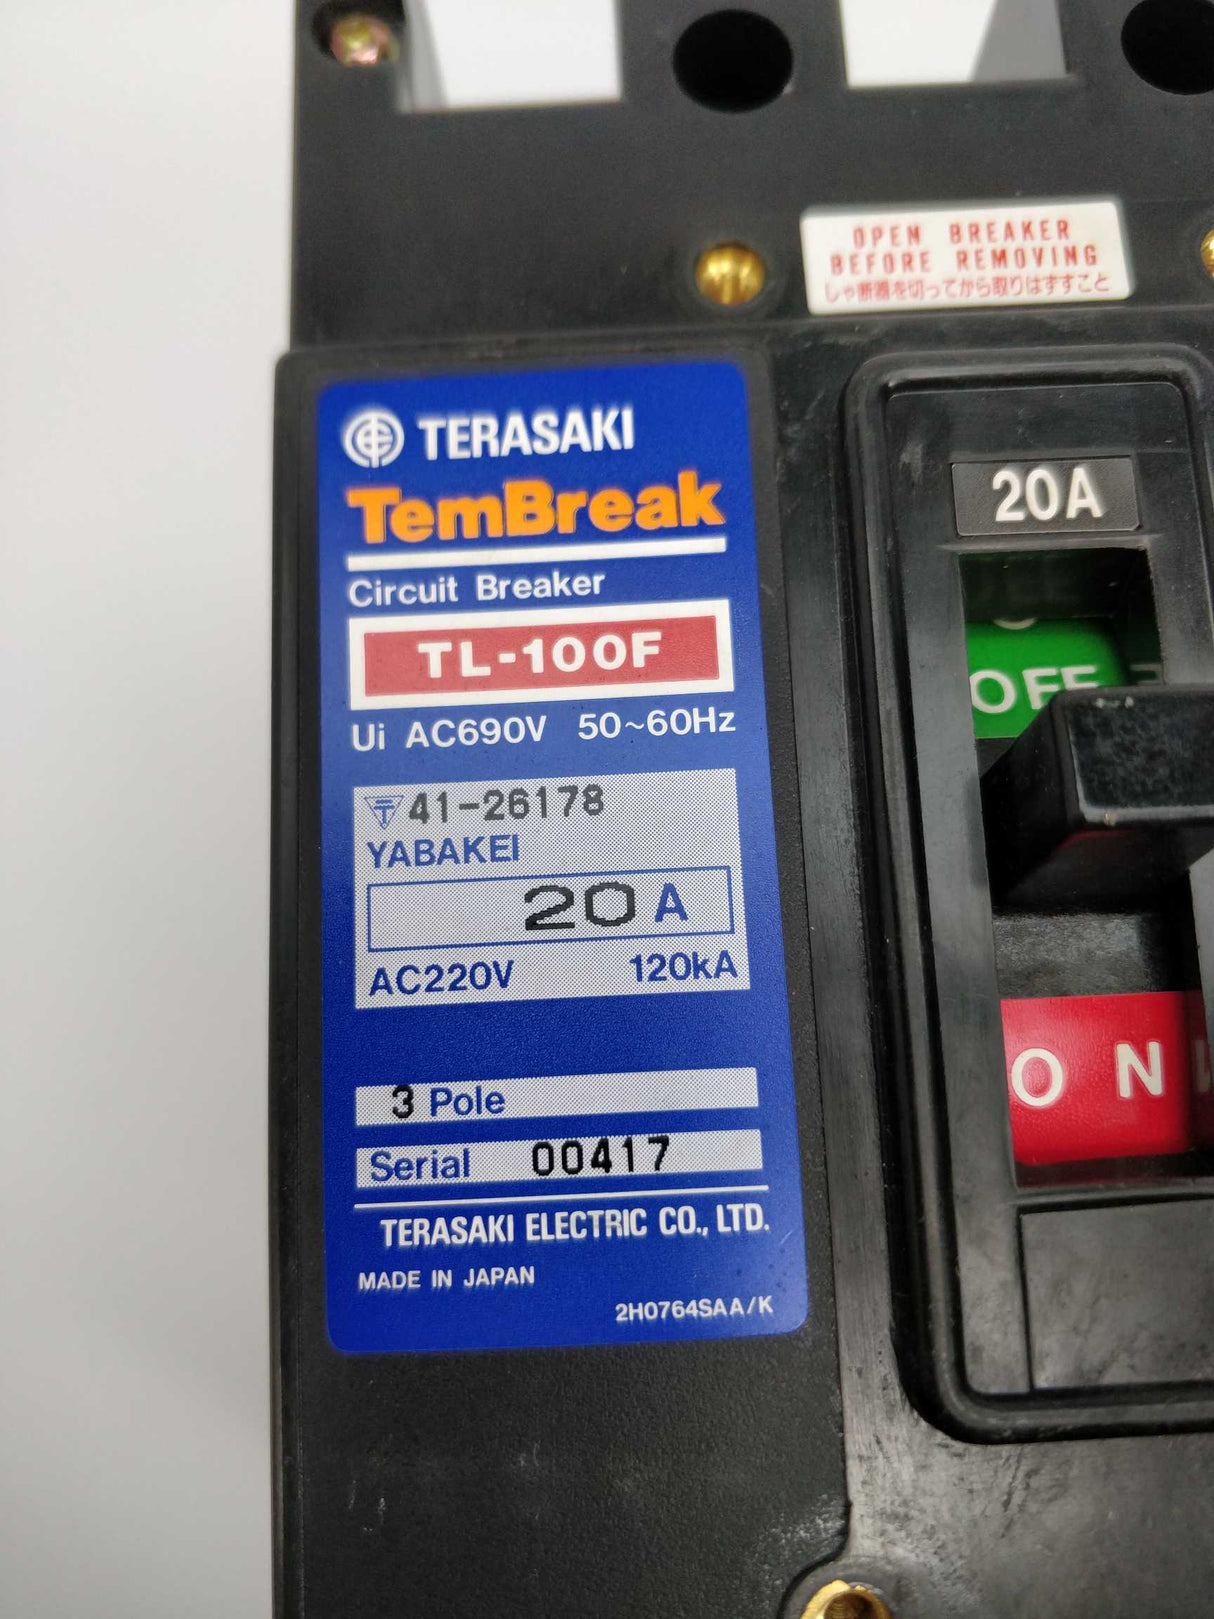 OPEN BREAKER
BEFORE REMOVING
しゃ断器を切ってから取りはずすこと
TERASAKI
TemBreak
Circuit Breaker
TL-100F
Ui AC690V 50~60Hz
41-26178
YABAKEI
20 A
AC220V 120kA
3 Pole
Serial 00417
TERASAKI ELECTRIC CO., LTD.
MADE IN JAPAN
2H0764SAA/K
20A
OFF
ON